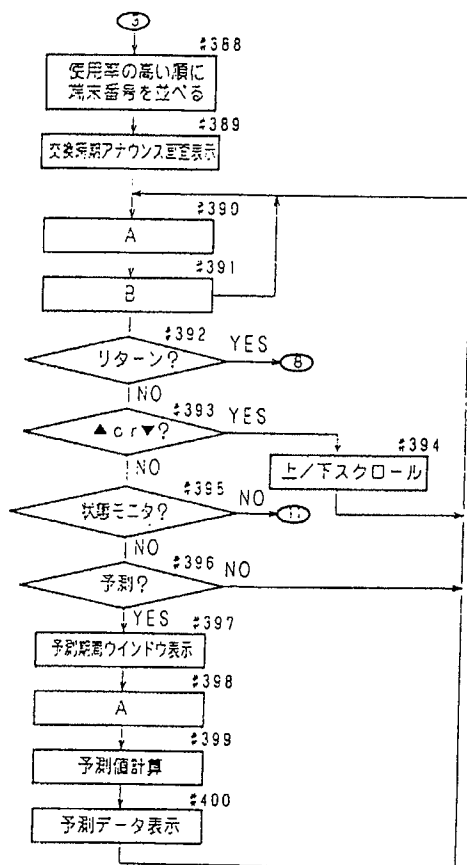 #388
使用率の高い順に
端末番号を並べる
#389
交換時期アナウンス画面表示
#390
A
#391
B
#392
リターン?
YES
8
NO
#393
▲or▼?
YES
#394
上/下スクロール
NO
#395
状態モニタ?
NO
11
NO
#396
予測?
NO
YES
#397
予測期間ウインドウ表示
#398
A
#399
予測値計算
#400
予測データ表示